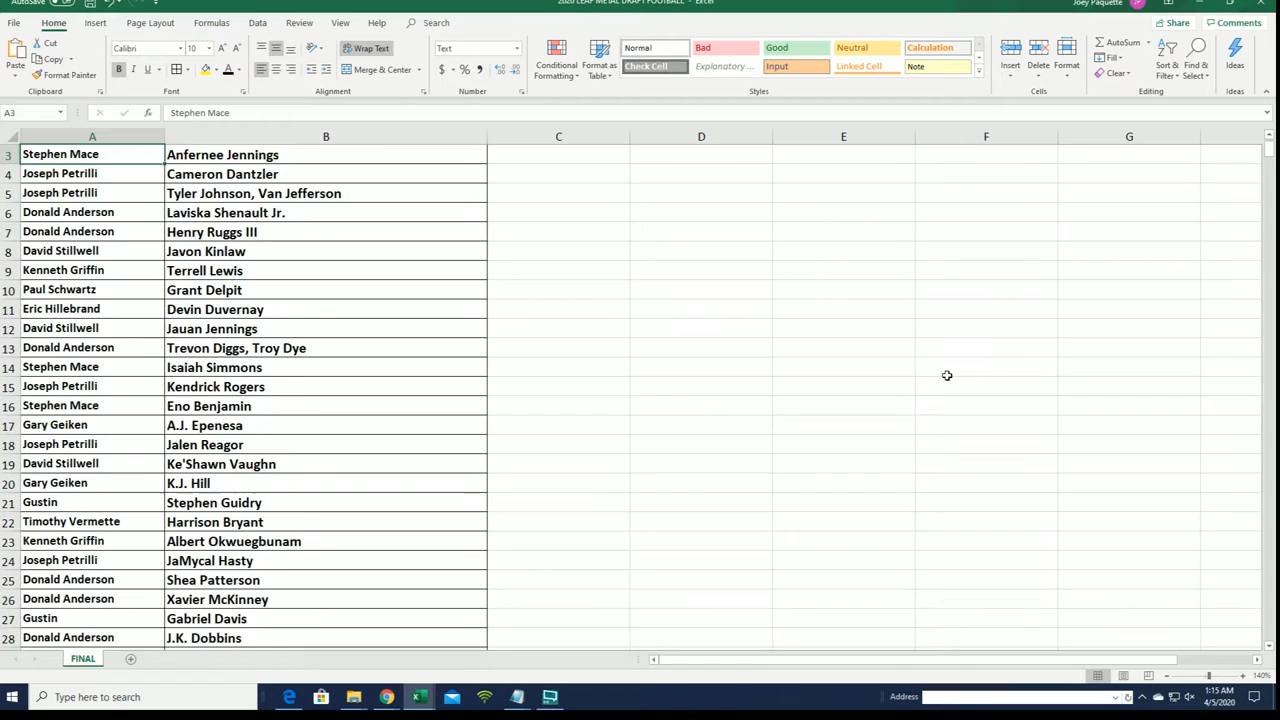 AutoSave Off 2020 LEAF METAL DRAFT FOOTBALL - Excel Joey Paquette JP
File Home Insert Page Layout Formulas Data Review View Help Search Share Comments
Paste Cut Copy Format Painter Clipboard
Calibri 10 A A B I U A Font
Wrap Text Merge & Center Alignment
Text $ % Number
Conditional Formatting Format as Table
Normal Bad Good Neutral Calculation
Check Cell Explanatory ... Input Linked Cell Note
Styles
Insert Delete Format Cells
AutoSum Fill Clear Sort & Filter Find & Select Editing
Ideas Ideas
A3 fx Stephen Mace
A B C D E F G
3 Stephen Mace Anfernee Jennings
4 Joseph Petrilli Cameron Dantzler
5 Joseph Petrilli Tyler Johnson, Van Jefferson
6 Donald Anderson Laviska Shenault Jr.
7 Donald Anderson Henry Ruggs III
8 David Stillwell Javon Kinlaw
9 Kenneth Griffin Terrell Lewis
10 Paul Schwartz Grant Delpit
11 Eric Hillebrand Devin Duvernay
12 David Stillwell Jauan Jennings
13 Donald Anderson Trevon Diggs, Troy Dye
14 Stephen Mace Isaiah Simmons
15 Joseph Petrilli Kendrick Rogers
16 Stephen Mace Eno Benjamin
17 Gary Geiken A.J. Epenesa
18 Joseph Petrilli Jalen Reagor
19 David Stillwell Ke'Shawn Vaughn
20 Gary Geiken K.J. Hill
21 Gustin Stephen Guidry
22 Timothy Vermette Harrison Bryant
23 Kenneth Griffin Albert Okwuegbunam
24 Joseph Petrilli JaMycal Hasty
25 Donald Anderson Shea Patterson
26 Donald Anderson Xavier McKinney
27 Gustin Gabriel Davis
28 Donald Anderson J.K. Dobbins
FINAL
140%
Type here to search Address 1:15 AM
4/5/2020